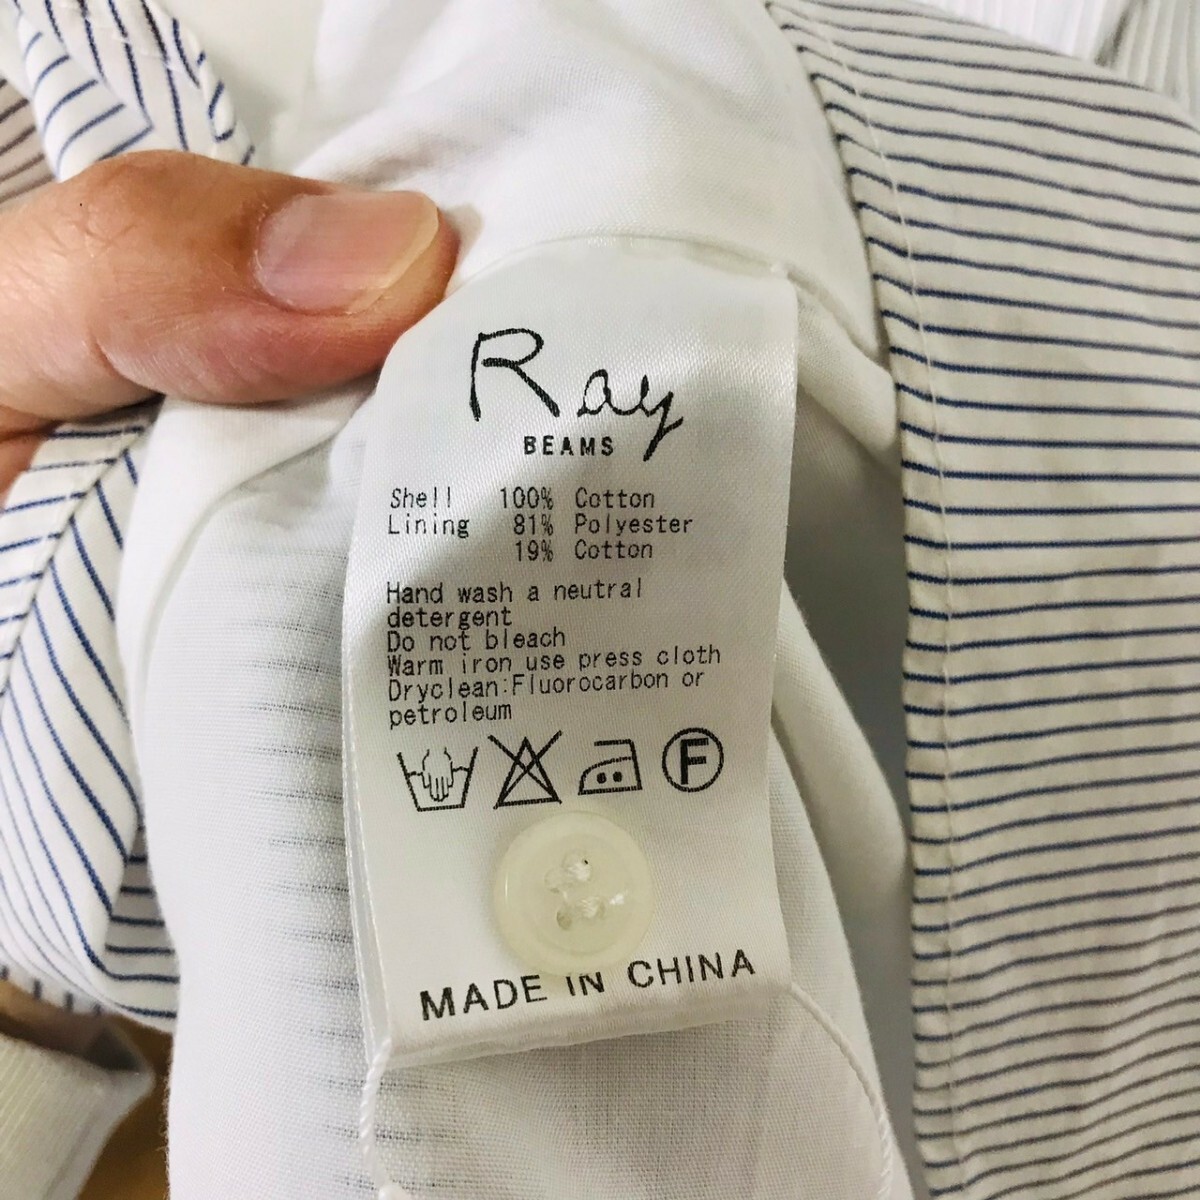 Ray
BEAMS
Shell 100% Cotton
Lining 81% Polyester
19% Cotton
Hand wash a neutral
detergent
Do not bleach
Warm iron use press cloth
Dryclean:Fluorocarbon or
petroleum
F
MADE IN CHINA